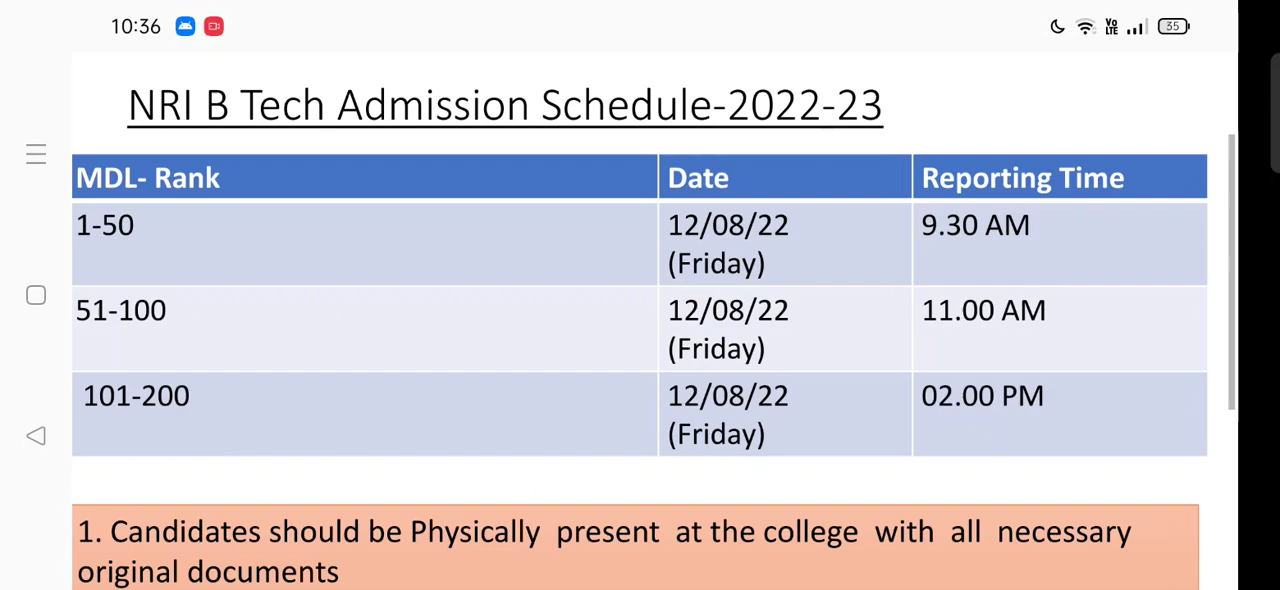 10:36
Vo LTE
35
NRI B Tech Admission Schedule-2022-23
MDL- Rank Date Reporting Time
1-50 12/08/22 9.30 AM
(Friday)
51-100 12/08/22 11.00 AM
(Friday)
101-200 12/08/22 02.00 PM
(Friday)
1. Candidates should be Physically present at the college with all necessary
original documents